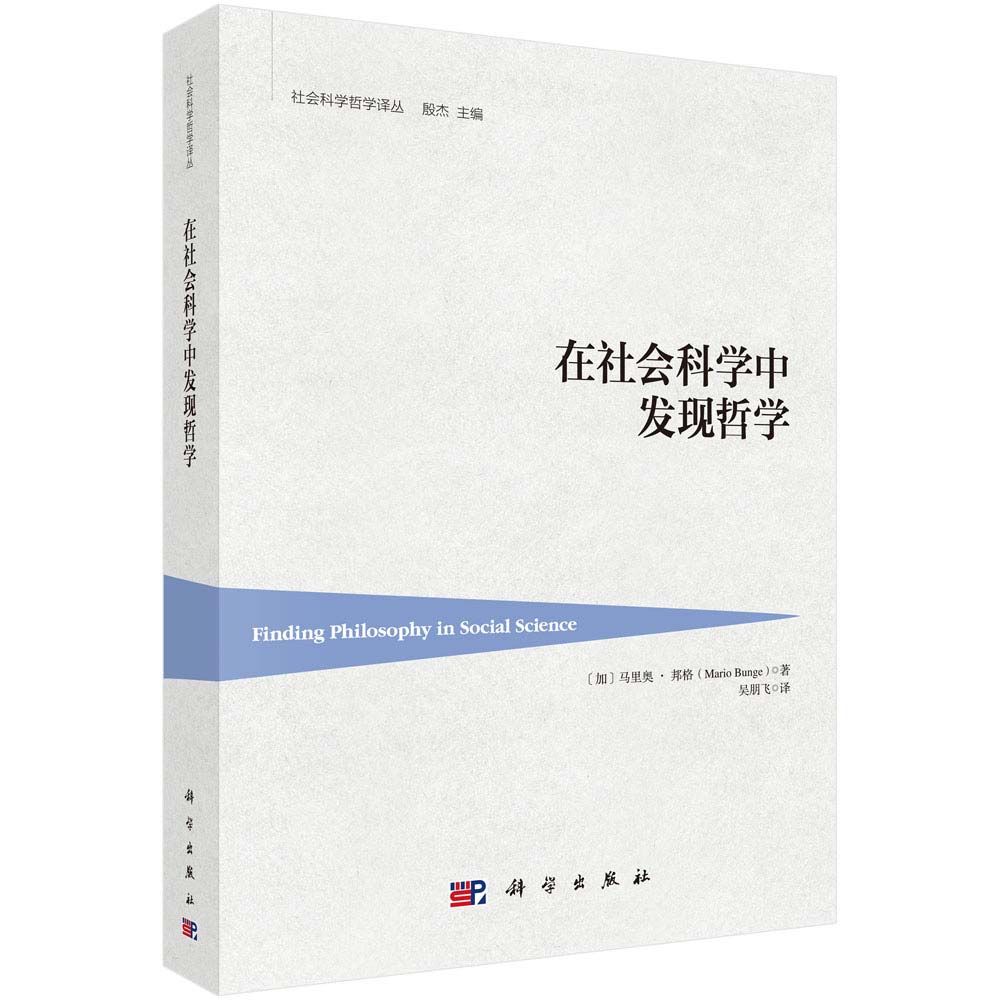 社会科学哲学译丛
在社会科学中发现哲学
科学出版社
社会科学哲学译丛 殷杰 主编
在社会科学中
发现哲学
Finding Philosophy in Social Science
〔加〕马里奥·邦格（Mario Bunge）◎著
吴朋飞◎译
科学出版社